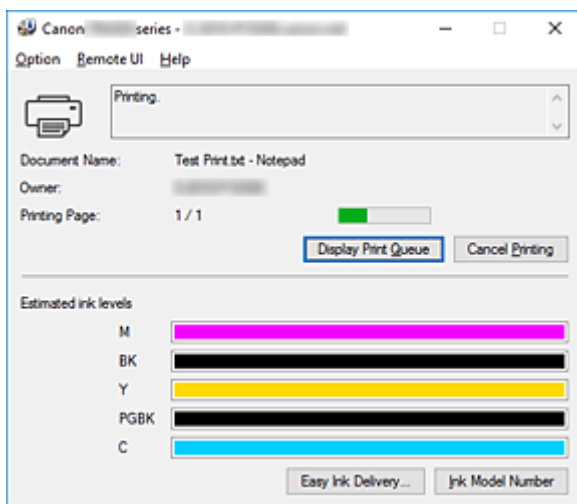 Canon series -
Option Remote UI Help
Printing.
Document Name: Test Print.txt - Notepad
Owner:
Printing Page: 1 / 1
Display Print Queue Cancel Printing
Estimated ink levels
M
BK
Y
PGBK
C
Easy Ink Delivery... Ink Model Number